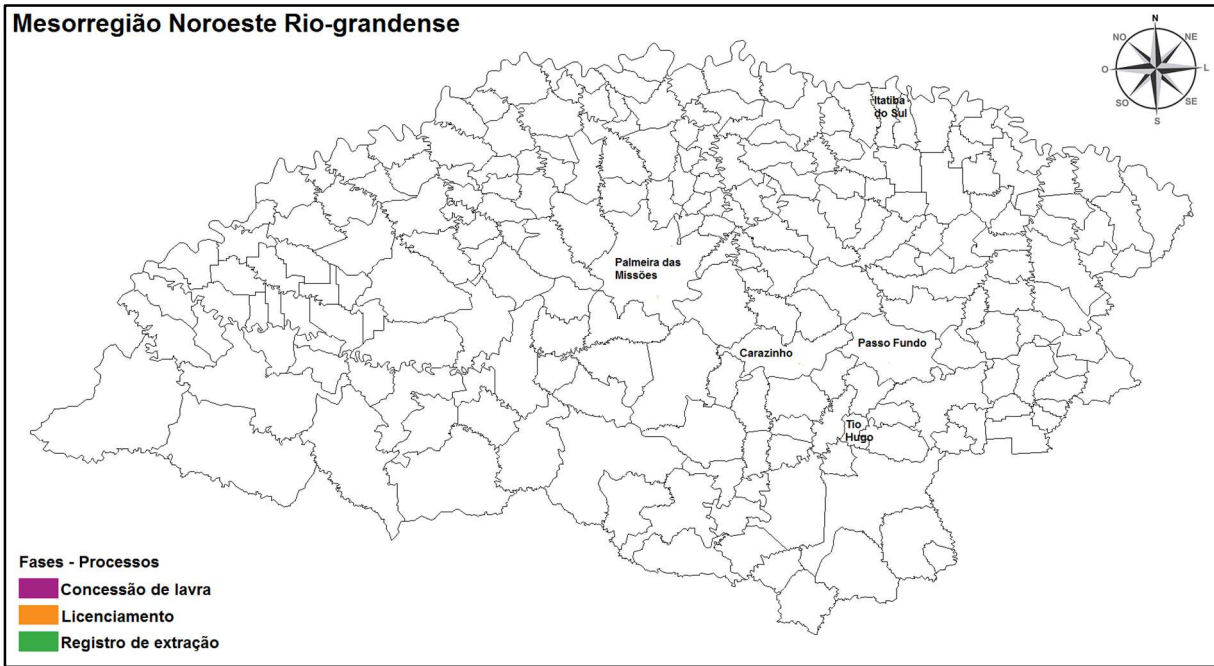 Mesorregião Noroeste Rio-grandense
N
NO
NE
O
L
SO
SE
S
Itatiba
do Sul
Palmeira das
Missões
Carazinho
Passo Fundo
Tio
Hugo
Fases - Processos
Concessão de lavra
Licenciamento
Registro de extração